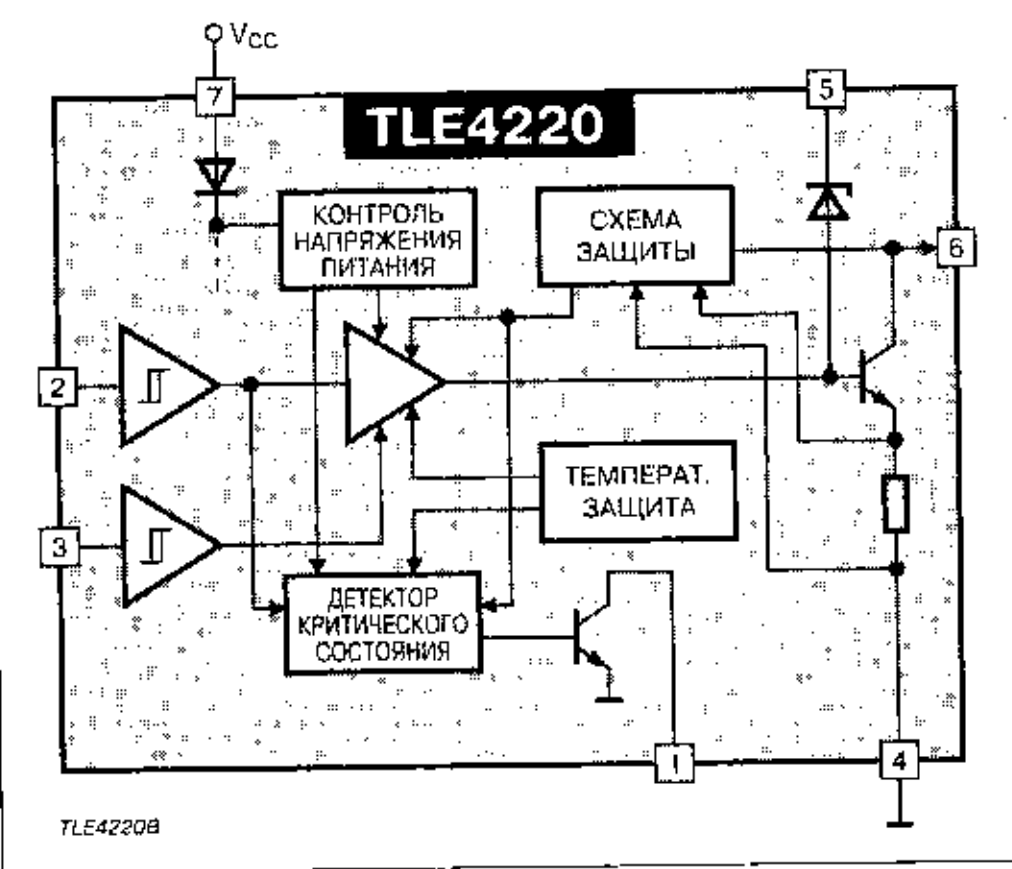 VCC
7
5
TLE4220
КОНТРОЛЬ
НАПРЯЖЕНИЯ
ПИТАНИЯ
СХЕМА
ЗАЩИТЫ
6
2
ТЕМПЕРАТ.
ЗАЩИТА
3
ДЕТЕКТОР
КРИТИЧЕСКОГО
СОСТОЯНИЯ
1
4
TLE4220B